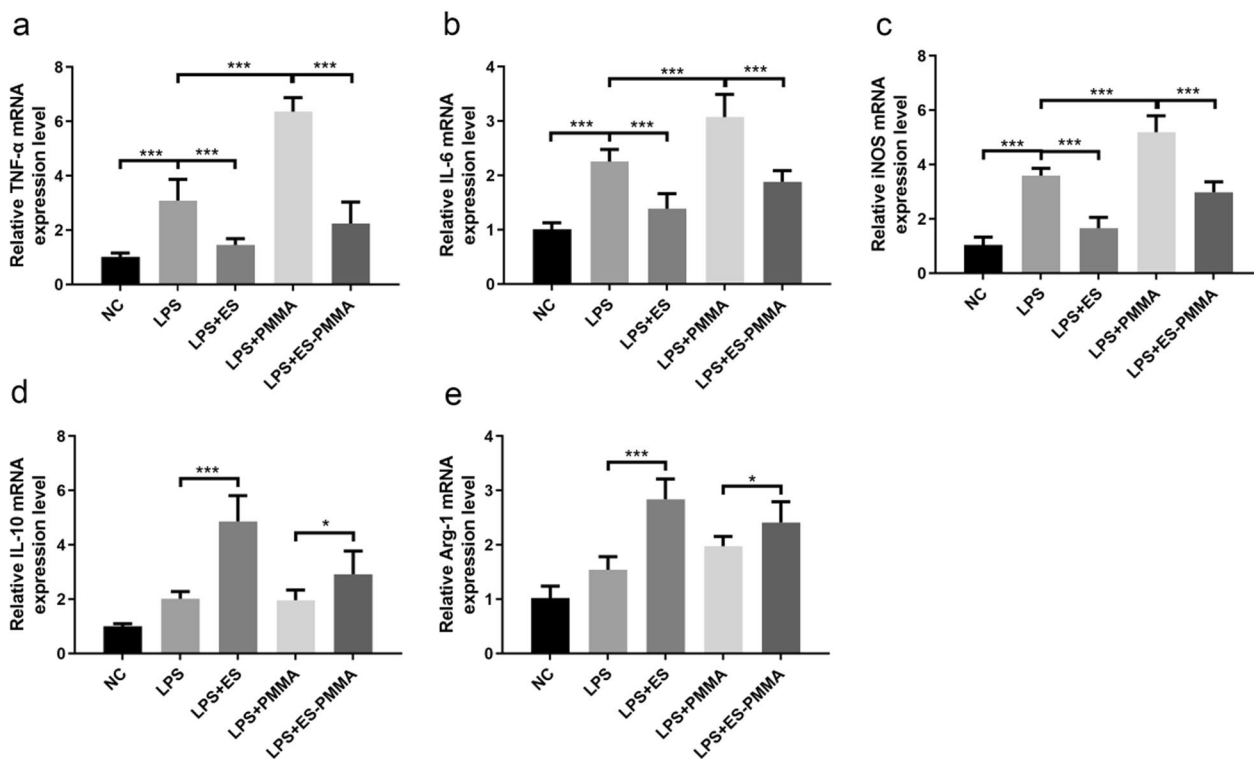 a
Relative TNF-α mRNA
expression level
8
6
4
2
0
***
***
***
***
NC
LPS
LPS+ES
LPS+PMMA
LPS+ES-PMMA
b
Relative IL-6 mRNA
expression level
4
3
2
1
0
***
***
***
***
NC
LPS
LPS+ES
LPS+PMMA
LPS+ES-PMMA
c
Relative iNOS mRNA
expression level
8
6
4
2
0
***
***
***
***
NC
LPS
LPS+ES
LPS+PMMA
LPS+ES-PMMA
d
Relative IL-10 mRNA
expression level
8
6
4
2
0
***
*
NC
LPS
LPS+ES
LPS+PMMA
LPS+ES-PMMA
e
Relative Arg-1 mRNA
expression level
4
3
2
1
0
***
*
NC
LPS
LPS+ES
LPS+PMMA
LPS+ES-PMMA